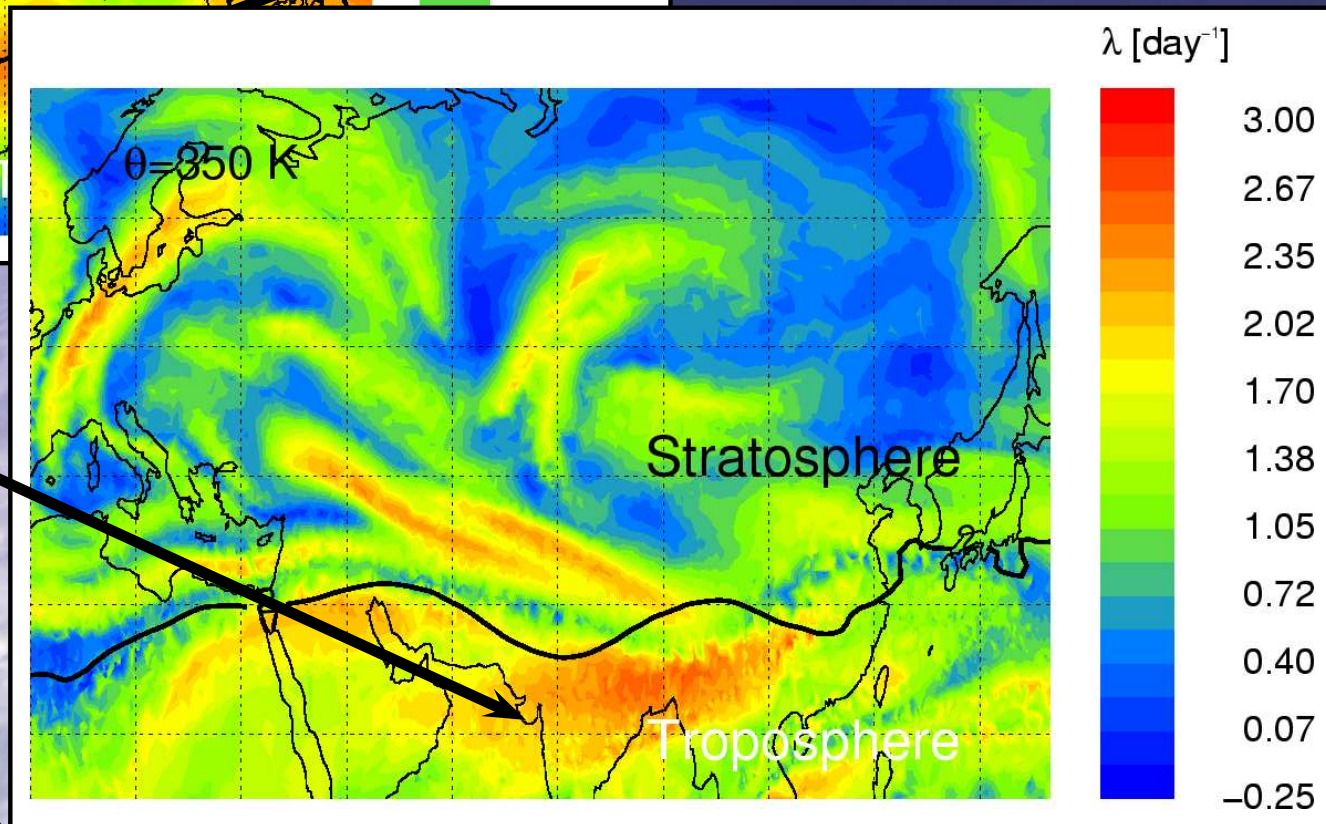 λ [day⁻¹]
θ=350 K
3.00
2.67
2.35
2.02
1.70
1.38
1.05
0.72
0.40
0.07
−0.25
Stratosphere
Troposphere